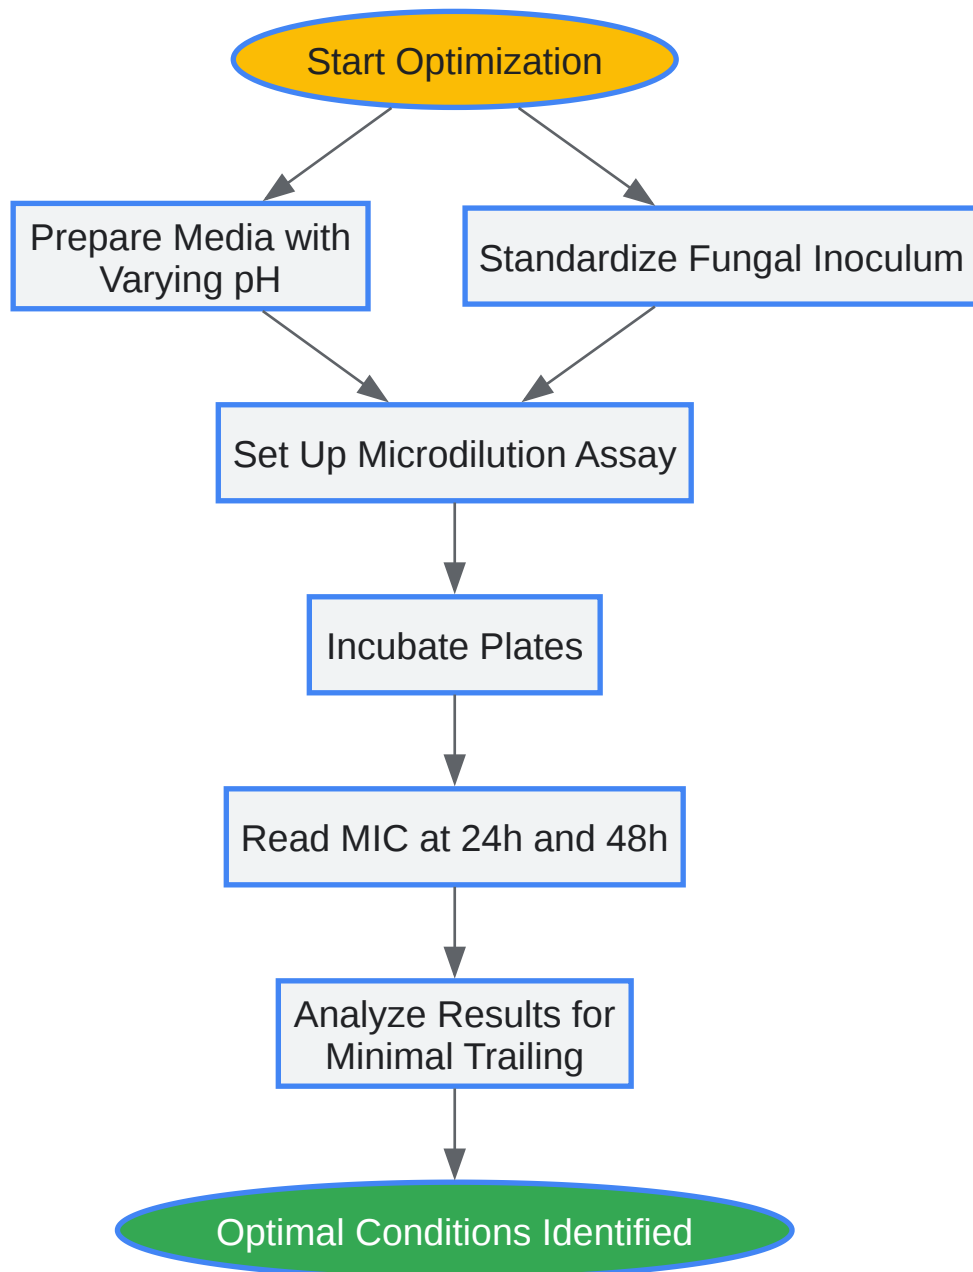 Start Optimization
Prepare Media with
Varying pH
Standardize Fungal Inoculum
Set Up Microdilution Assay
Incubate Plates
Read MIC at 24h and 48h
Analyze Results for
Minimal Trailing
Optimal Conditions Identified